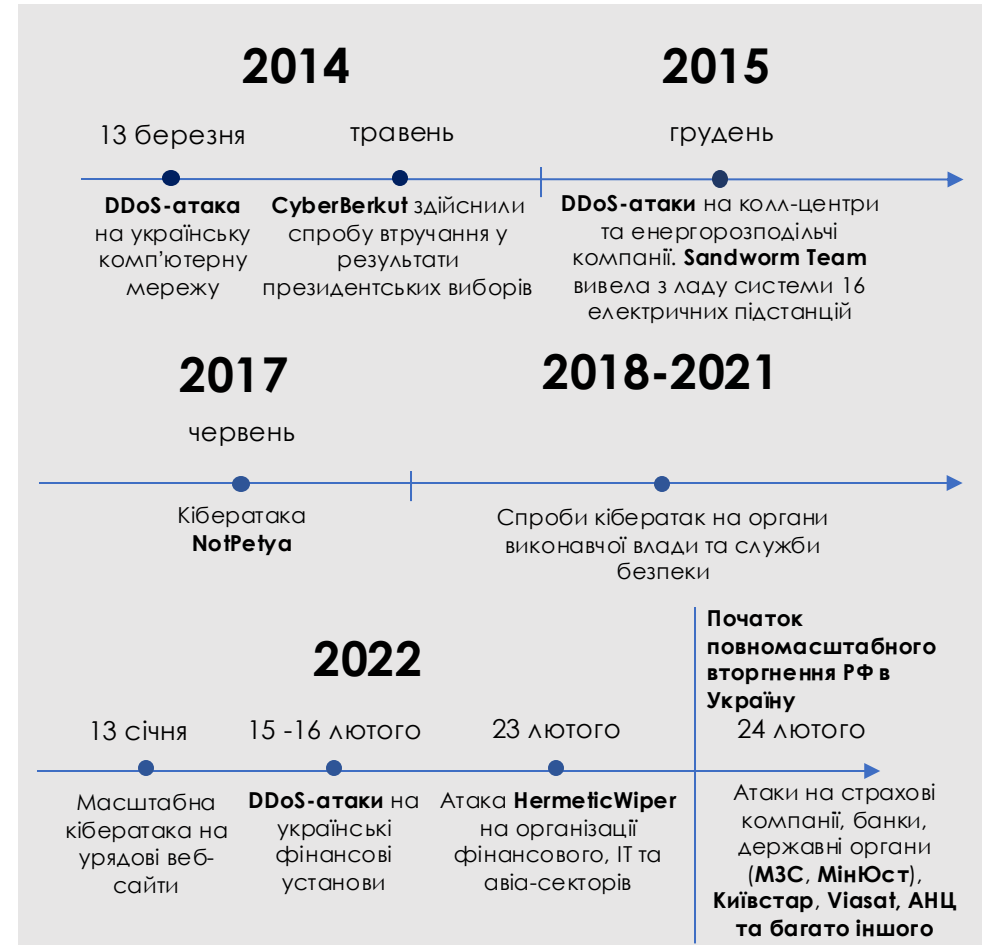 2014
2015
13 березня
травень
грудень
DDoS-атака
на українську
комп’ютерну
мережу
CyberBerkut здійснили
спробу втручання у
результати
президентських виборів
DDoS-атаки на колл-центри
та енергорозподільчі
компанії. Sandworm Team
вивела з ладу системи 16
електричних підстанцій
2017
2018-2021
червень
Кібератака
NotPetya
Спроби кібератак на органи
виконавчої влади та служби
безпеки
2022
Початок
повномасштабного
вторгнення РФ в
Україну
13 січня
15 -16 лютого
23 лютого
24 лютого
Масштабна
кібератака на
урядові веб-
сайти
DDoS-атаки на
українські
фінансові
установи
Атака HermeticWiper
на організації
фінансового, ІТ та
авіа-секторів
Атаки на страхові
компанії, банки,
державні органи
(МЗС, МінЮст),
Київстар, Viasat, АНЦ
та багато іншого